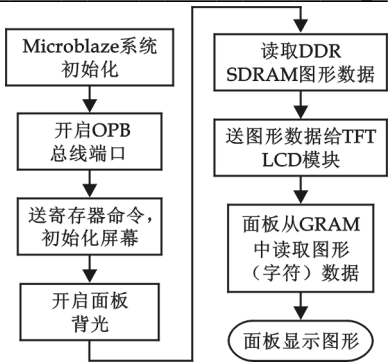 Microblaze系统
初始化
开启OPB
总线端口
送寄存器命令,
初始化屏幕
开启面板
背光
读取DDR
SDRAM图形数据
送图形数据给TFT
LCD模块
面板从GRAM
中读取图形
（字符）数据
面板显示图形